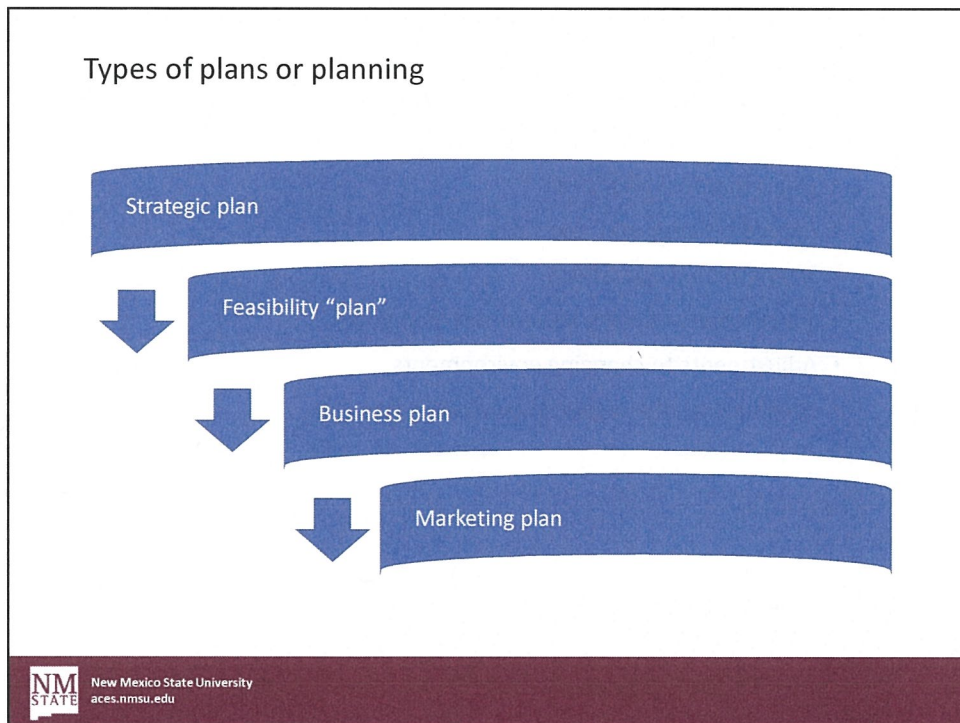 Types of plans or planning
Strategic plan
Feasibility “plan”
Business plan
Marketing plan
NM
STATE
New Mexico State University
aces.nmsu.edu